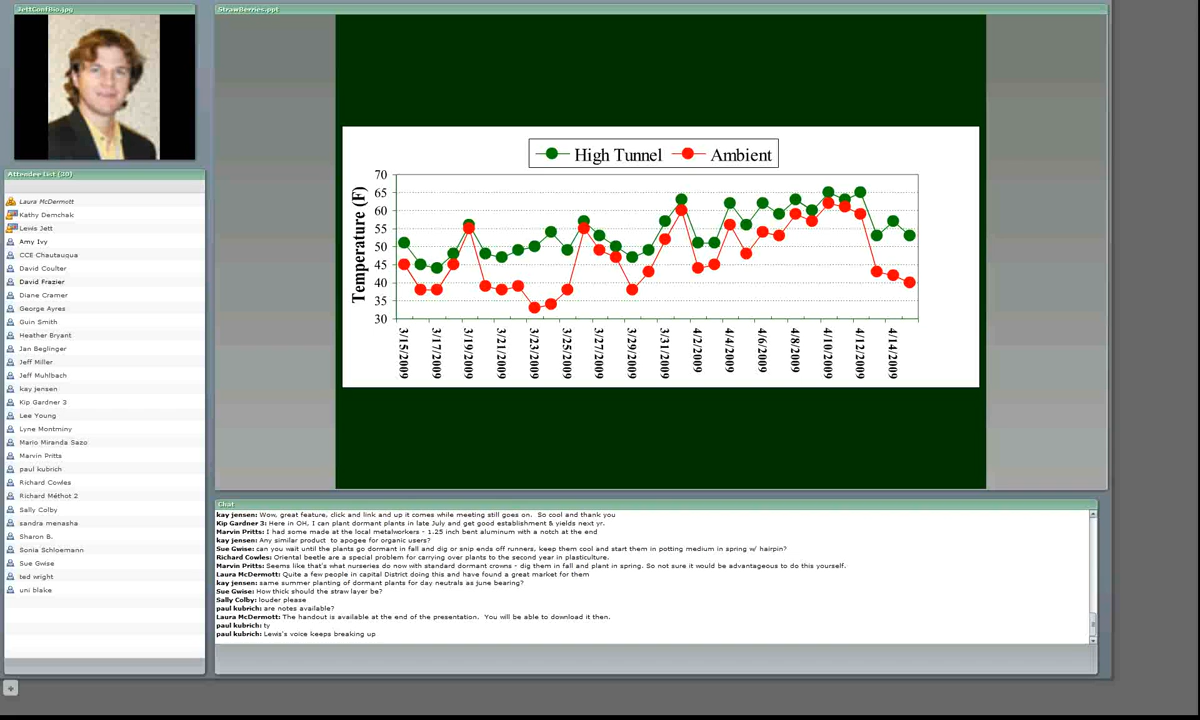 JettConfBio.jpg
Attendee List (30)
Laura McDermott
Kathy Demchak
Lewis Jett
Amy Ivy
CCE Chautauqua
David Coulter
David Frazier
Diane Cramer
George Ayres
Guin Smith
Heather Bryant
Jan Beglinger
Jeff Miller
Jeff Muhlbach
kay jensen
Kip Gardner 3
Lee Young
Lyne Montminy
Mario Miranda Sazo
Marvin Pritts
paul kubrich
Richard Cowles
Richard Méthot 2
Sally Colby
sandra menasha
Sharon B.
Sonia Schloemann
Sue Gwise
ted wright
uni blake
StrawBerries.ppt
High Tunnel Ambient
Temperature (F)
70
65
60
55
50
45
40
35
30
3/15/2009
3/17/2009
3/19/2009
3/21/2009
3/23/2009
3/25/2009
3/27/2009
3/29/2009
3/31/2009
4/2/2009
4/4/2009
4/6/2009
4/8/2009
4/10/2009
4/12/2009
4/14/2009
Chat
kay jensen: Wow, great feature, click and link and up it comes while meeting still goes on. So cool and thank you
Kip Gardner 3: Here in OH, I can plant dormant plants in late July and get good establishment & yields next yr.
Marvin Pritts: I had some made at the local metalworkers - 1.25 inch bent aluminum with a notch at the end
kay jensen: Any similar product to apogee for organic users?
Sue Gwise: can you wait until the plants go dormant in fall and dig or snip ends off runners, keep them cool and start them in potting medium in spring w/ hairpin?
Richard Cowles: Oriental beetle are a special problem for carrying over plants to the second year in plasticulture.
Marvin Pritts: Seems like that's what nurseries do now with standard dormant crowns - dig them in fall and plant in spring. So not sure it would be advantageous to do this yourself.
Laura McDermott: Quite a few people in capital District doing this and have found a great market for them
kay jensen: same summer planting of dormant plants for day neutrals as june bearing?
Sue Gwise: How thick should the straw layer be?
Sally Colby: louder please
paul kubrich: are notes available?
Laura McDermott: The handout is available at the end of the presentation. You will be able to download it then.
paul kubrich: ty
paul kubrich: Lewis's voice keeps breaking up